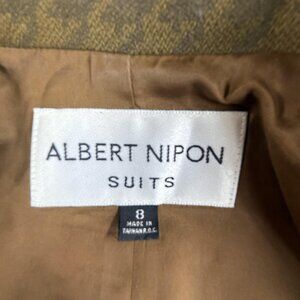 ALBERT NIPON
SUITS
8
MADE IN
TAIWAN R.O.C.